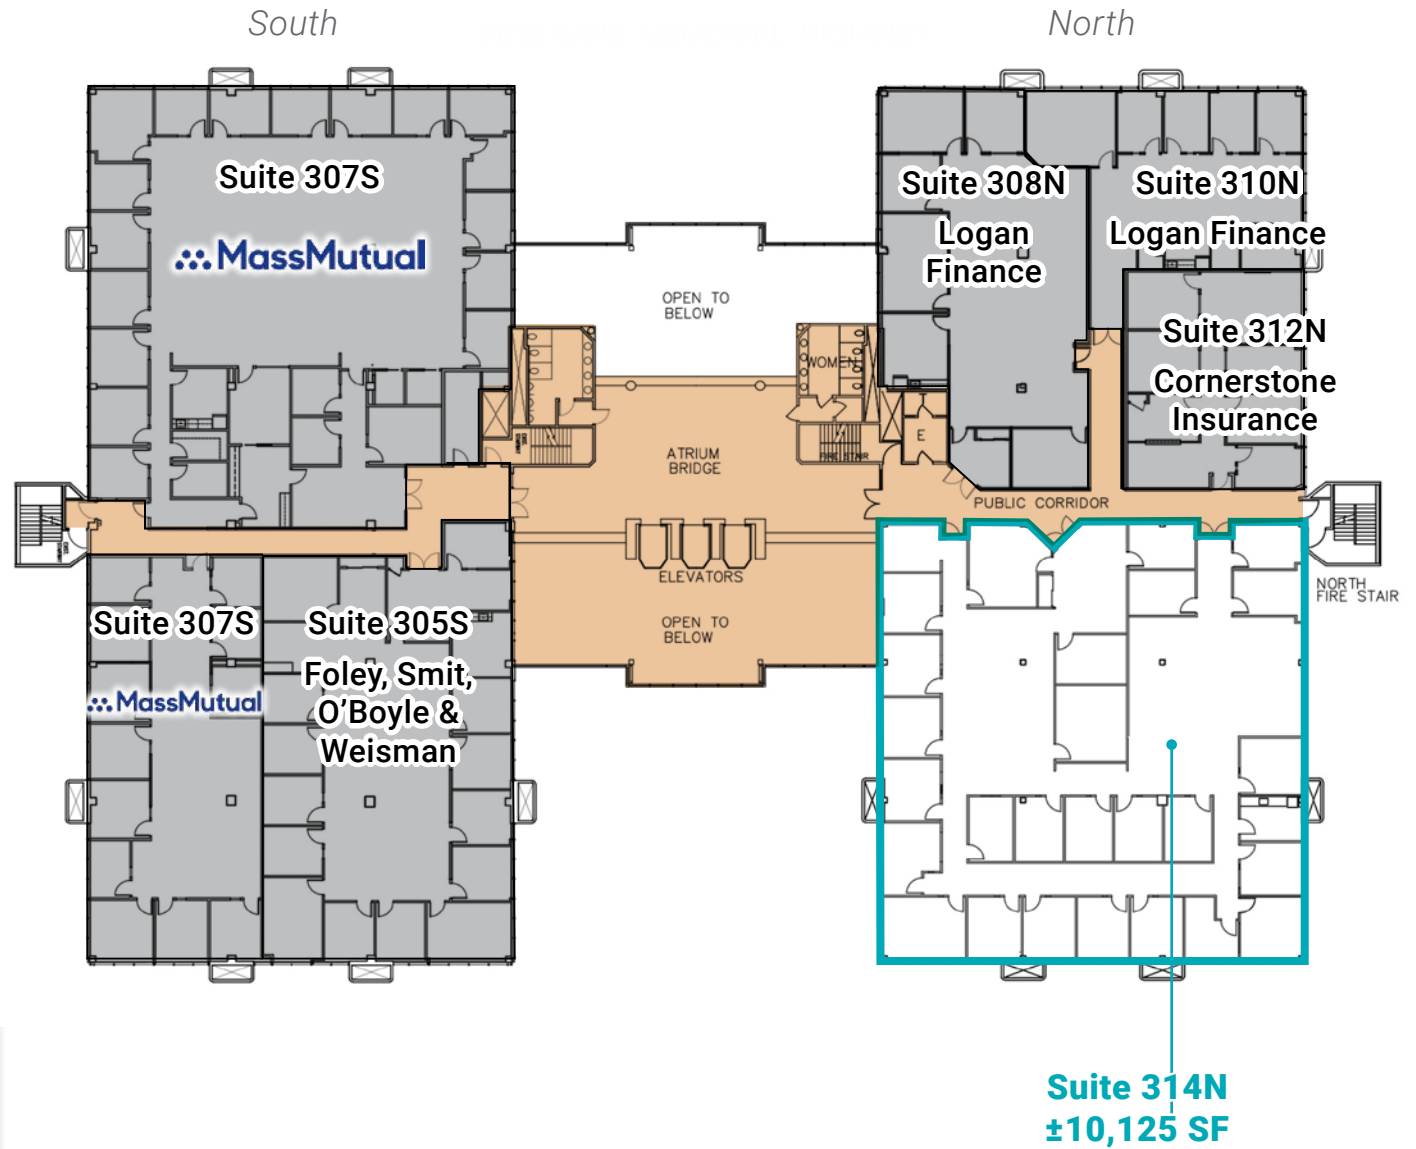 South
North
Suite 307S
MassMutual
Suite 308N
Logan
Finance
Suite 310N
Logan Finance
Suite 312N
Cornerstone
Insurance
OPEN TO
BELOW
WOMEN
ATRIUM
BRIDGE
FIRE STAIR
E
PUBLIC CORRIDOR
ELEVATORS
OPEN TO
BELOW
NORTH
FIRE STAIR
Suite 307S
MassMutual
Suite 305S
Foley, Smit,
O’Boyle &
Weisman
Suite 314N
±10,125 SF